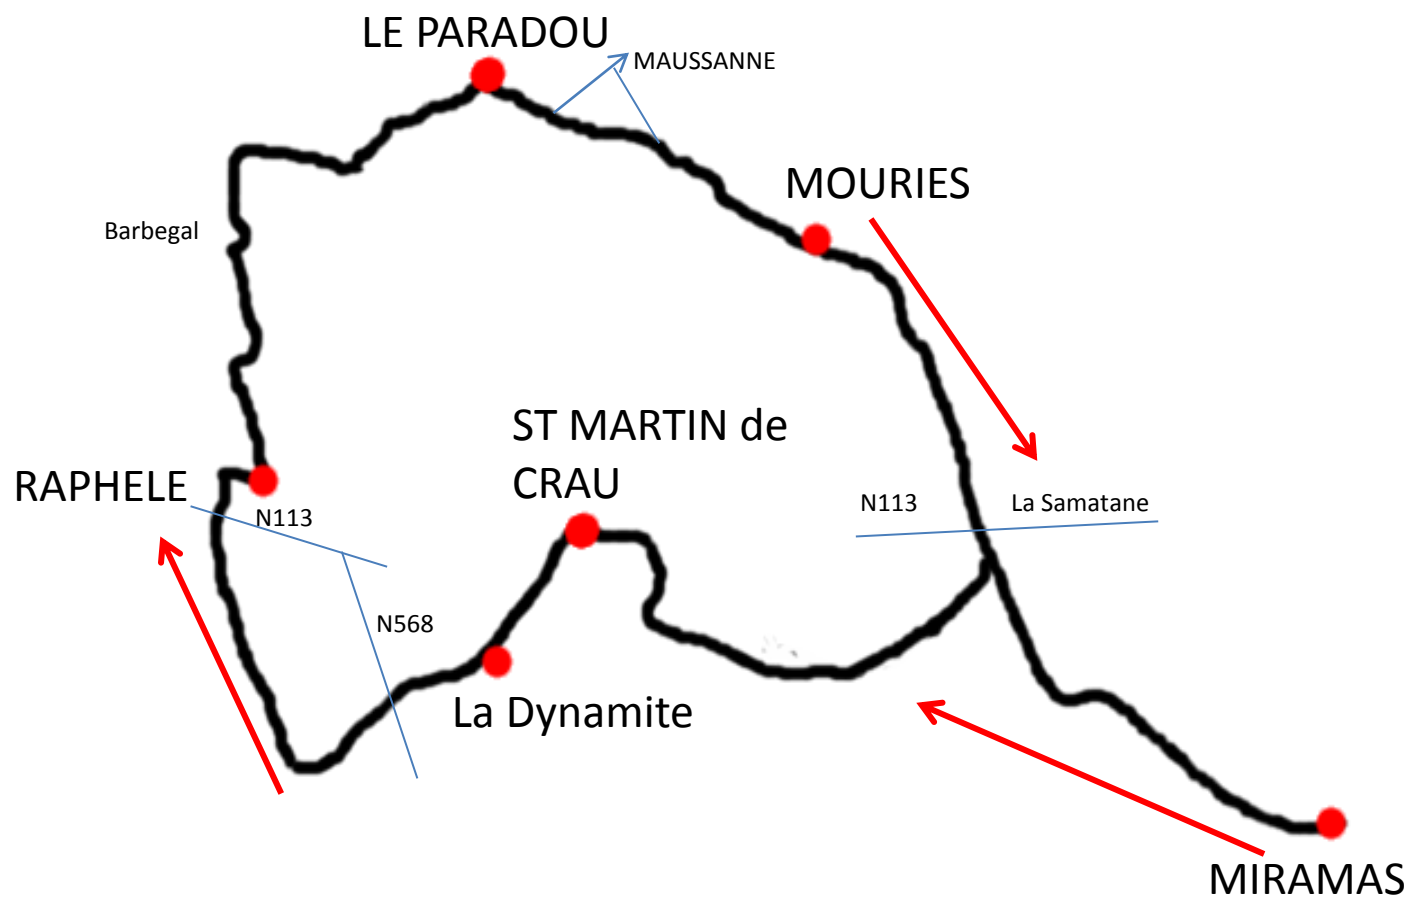 LE PARADOU
MAUSSANNE
MOURIES
Barbegal
ST MARTIN de
CRAU
RAPHELE
N113
N113
La Samatane
N568
La Dynamite
MIRAMAS